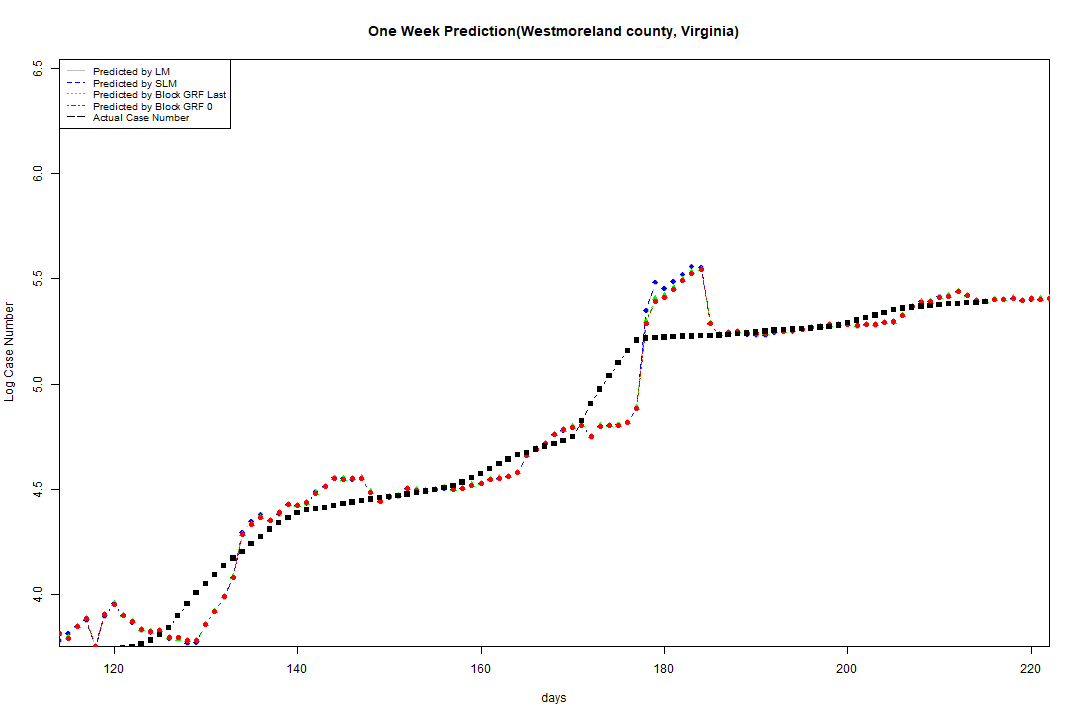 One Week Prediction(Westmoreland county, Virginia)
Predicted by LM
Predicted by SLM
Predicted by Block GRF Last
Predicted by Block GRF 0
Actual Case Number
6.5
6.0
5.5
5.0
4.5
4.0
Log Case Number
120 140 160 180 200 220
days